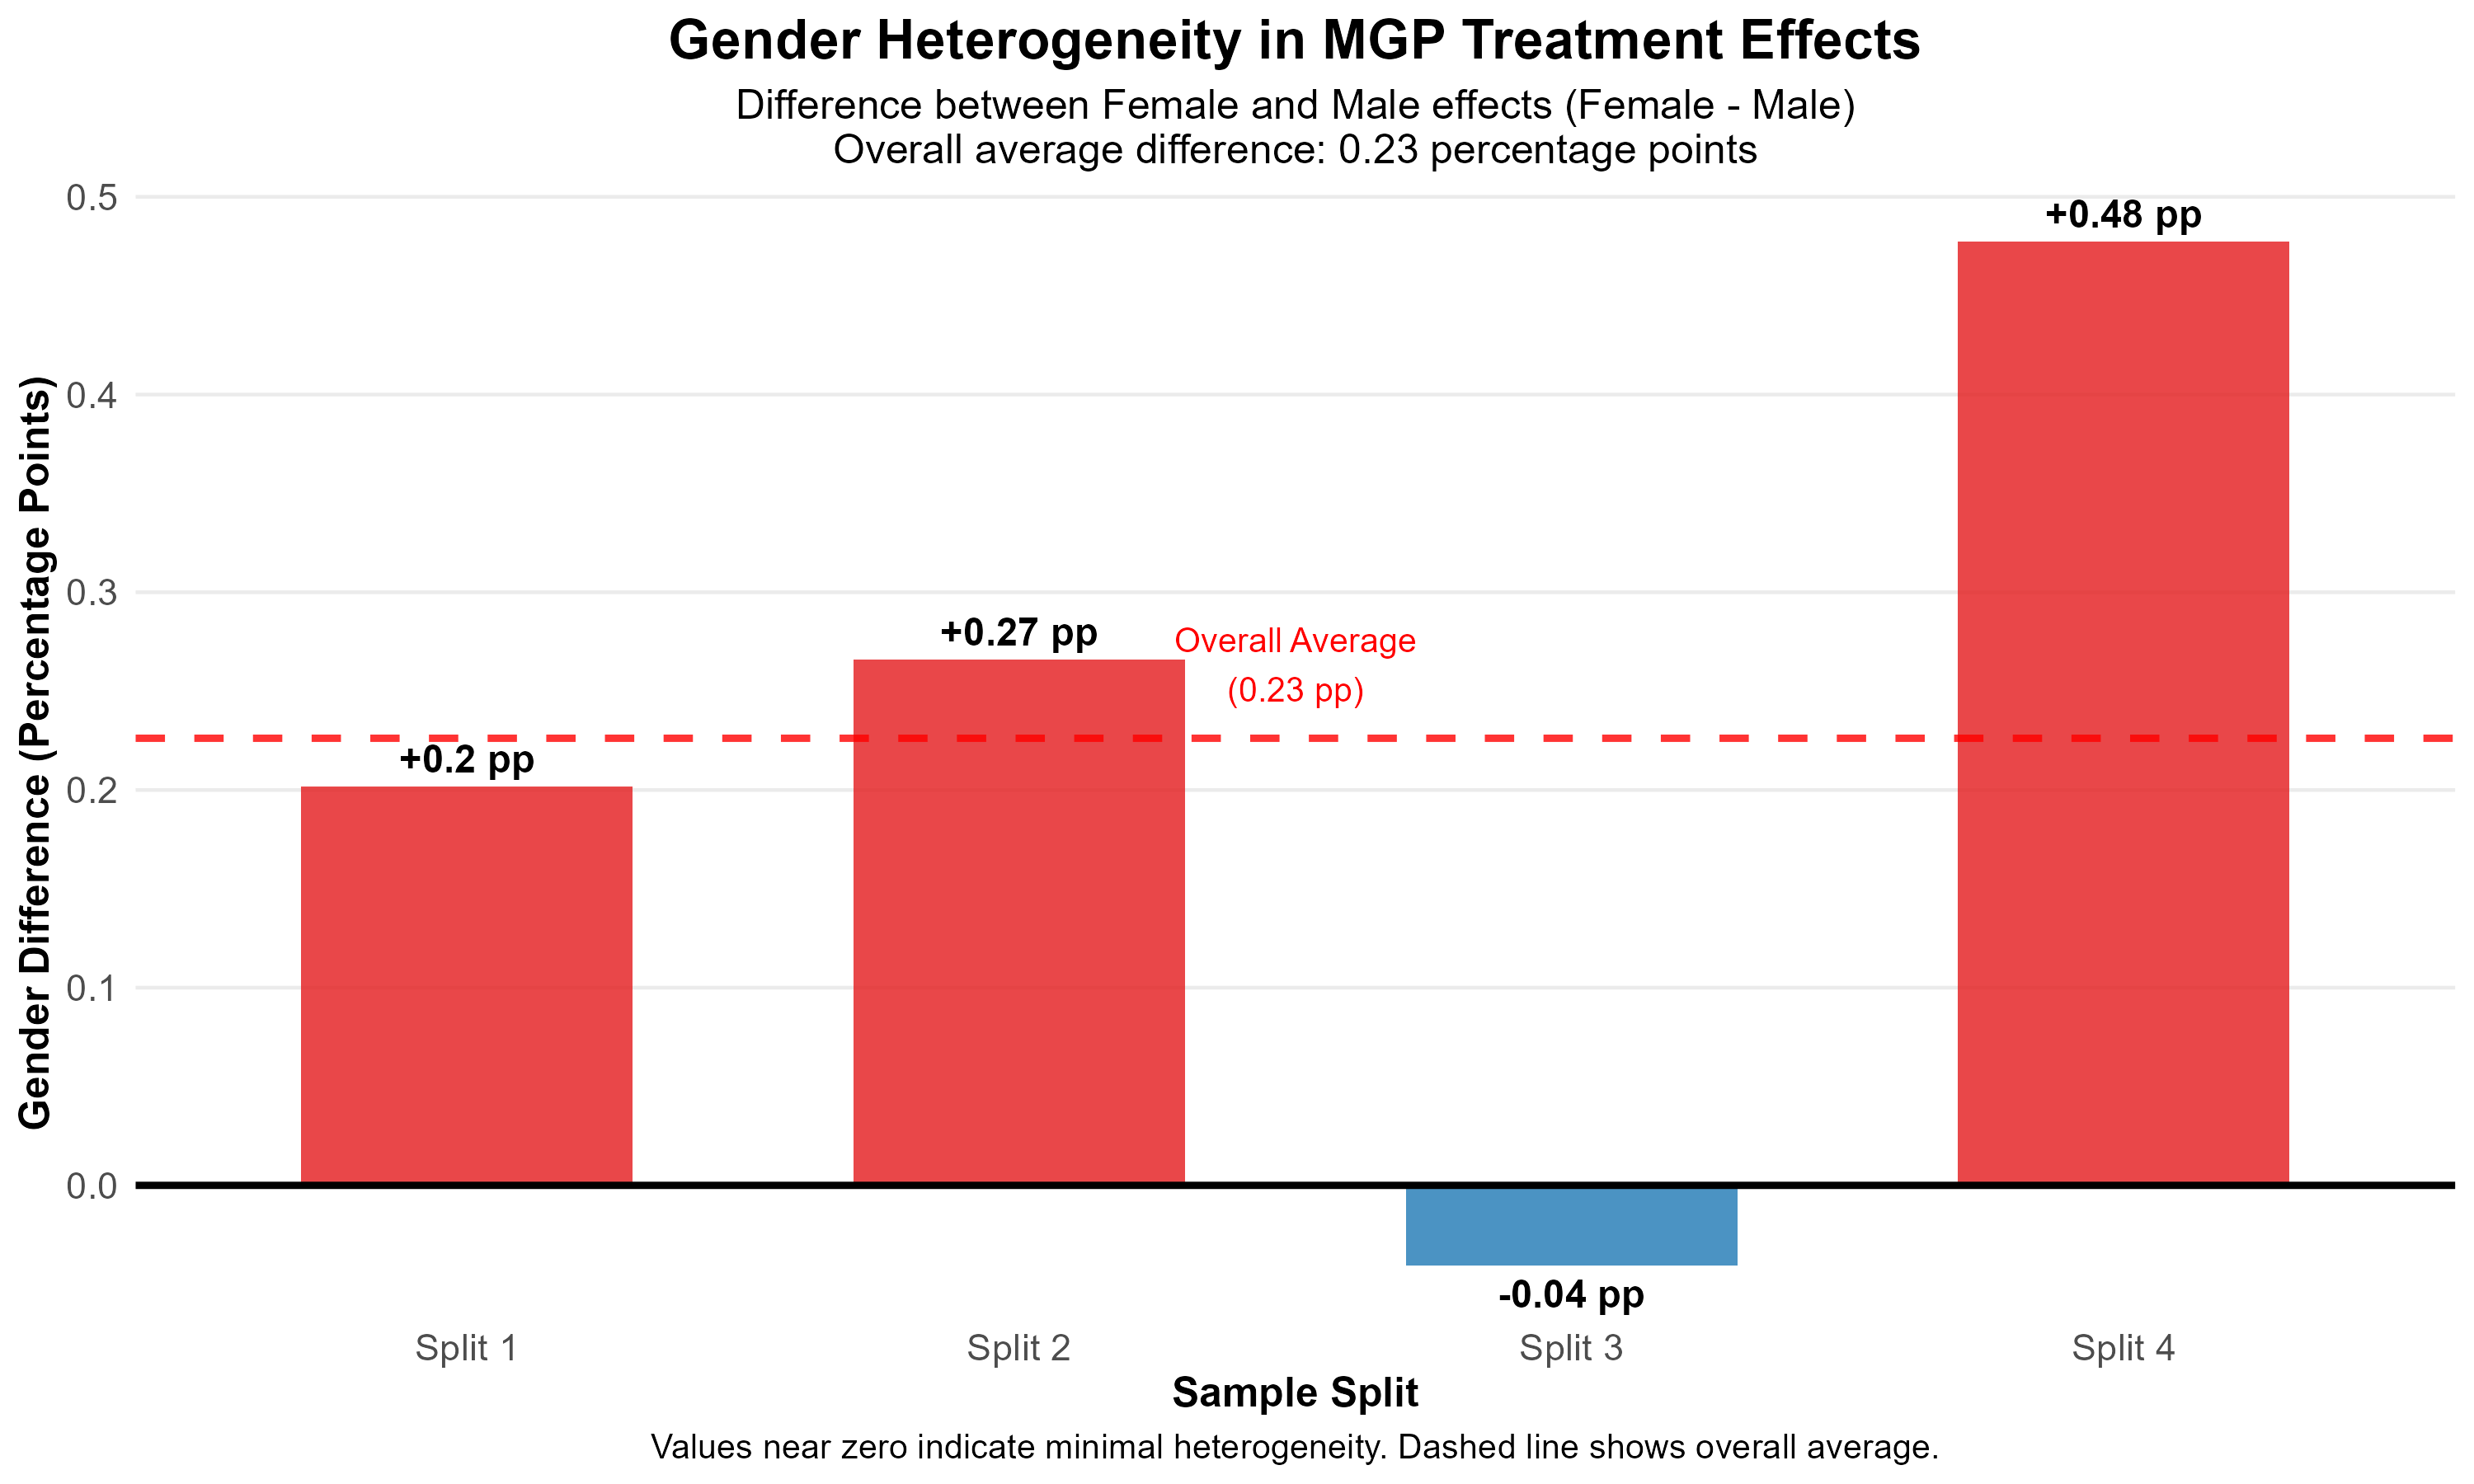 Gender Heterogeneity in MGP Treatment Effects
Difference between Female and Male effects (Female - Male)
Overall average difference: 0.23 percentage points
Gender Difference (Percentage Points)
0.5
0.4
0.3
0.2
0.1
0.0
+0.2 pp
+0.27 pp
Overall Average
(0.23 pp)
-0.04 pp
+0.48 pp
Split 1
Split 2
Split 3
Split 4
Sample Split
Values near zero indicate minimal heterogeneity. Dashed line shows overall average.